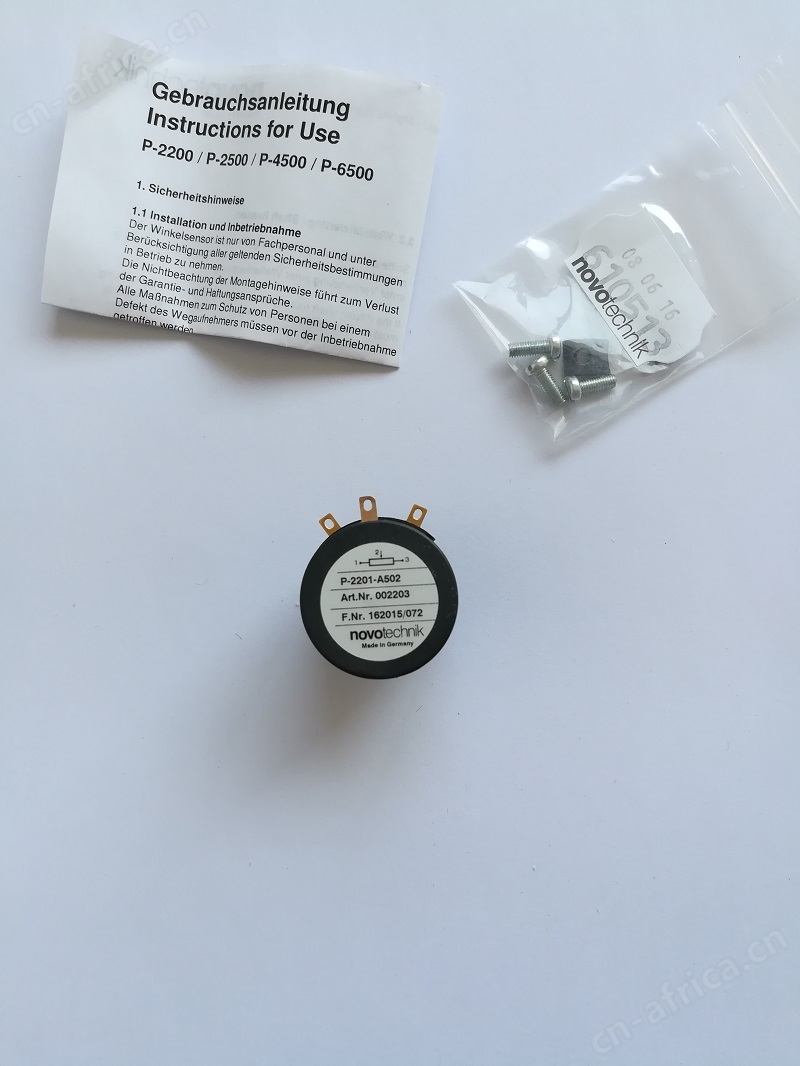 Gebrauchsanleitung
Instructions for Use
P-2200 / P-2500 / P-4500 / P-6500
1. Sicherheitshinweise
1.1 Installation und Inbetriebnahme
Der Winkelsensor ist nur von Fachpersonal und unter
Berücksichtigung aller geltenden Sicherheitsbestimmungen
in Betrieb zu nehmen.
Die Nichtbeachtung der Montagehinweise führt zum Verlust
der Garantie- und Haftungsansprüche.
Alle Maßnahmen zum Schutz von Personen bei einem
Defekt des Wegaufnehmers müssen vor der Inbetriebnahme
getroffen werden
08 06 16
610513
novotechnik
1 2 3
P-2201-A502
Art.Nr. 002203
F.Nr. 162015/072
novotechnik
Made in Germany
cn-africa.cn
cn-africa.cn